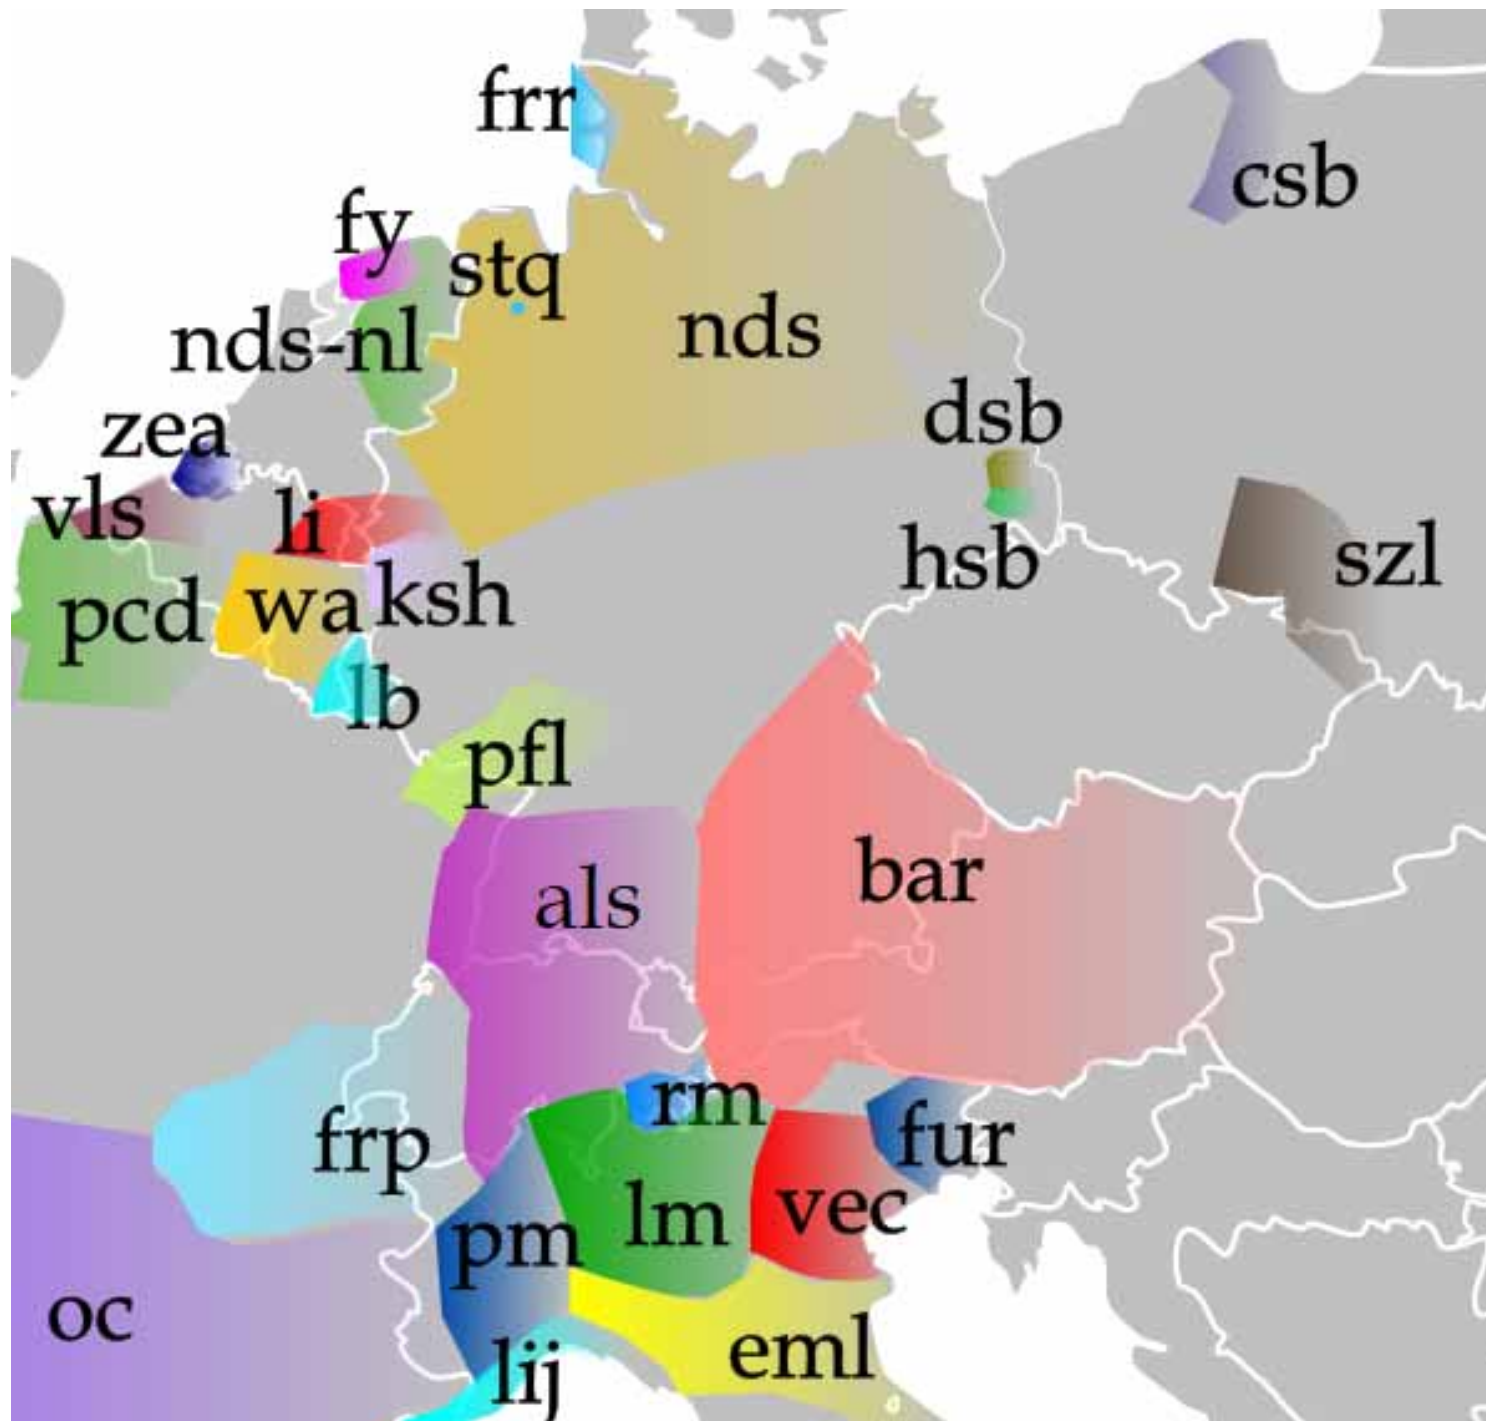 frr
csb
fy
stq
nds-nl
nds
zea
dsb
vls
li
hsb
szl
pcd
wa
ksh
lb
pfl
bar
als
rm
frp
fur
lm
vec
pm
oc
eml
lij